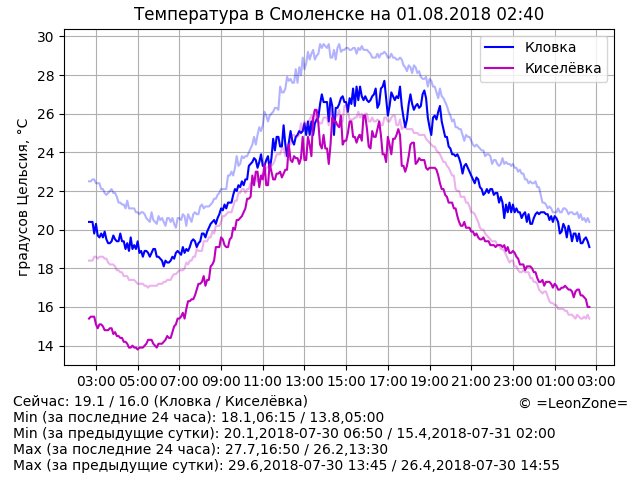 Температура в Смоленске на 01.08.2018 02:40
градусов Цельсия, °C
30
28
26
24
22
20
18
16
14
Кловка
Киселёвка
03:00 05:00 07:00 09:00 11:00 13:00 15:00 17:00 19:00 21:00 23:00 01:00 03:00
Сейчас: 19.1 / 16.0 (Кловка / Киселёвка)
© =LeonZone=
Min (за последние 24 часа): 18.1,06:15 / 13.8,05:00
Min (за предыдущие сутки): 20.1,2018-07-30 06:50 / 15.4,2018-07-31 02:00
Max (за последние 24 часа): 27.7,16:50 / 26.2,13:30
Max (за предыдущие сутки): 29.6,2018-07-30 13:45 / 26.4,2018-07-30 14:55